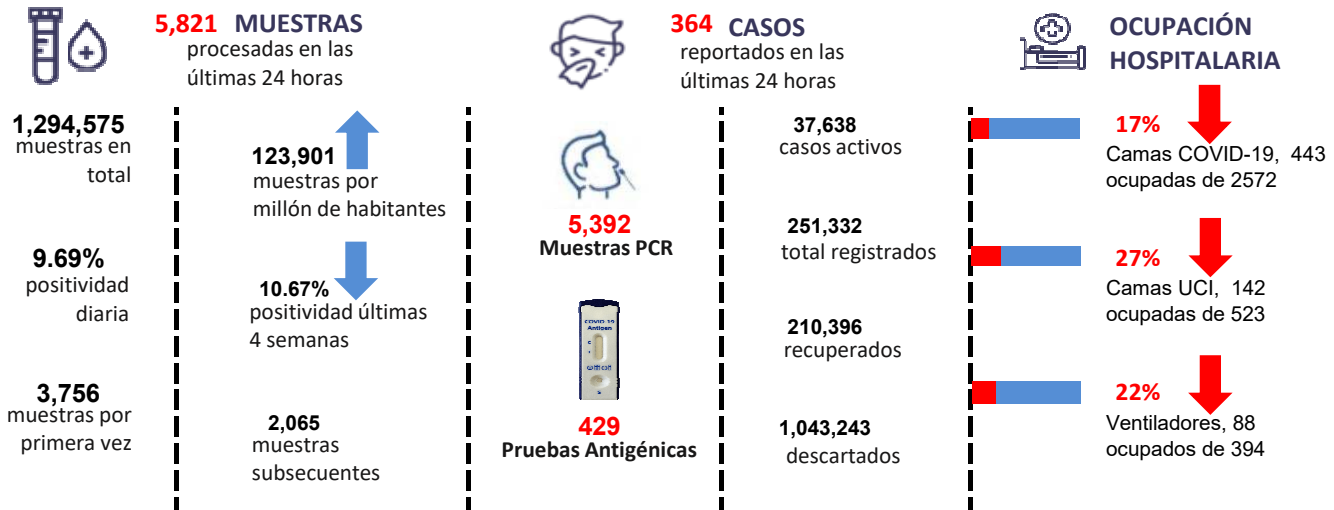 5,821 MUESTRAS
procesadas en las
últimas 24 horas
364 CASOS
reportados en las
últimas 24 horas
OCUPACIÓN
HOSPITALARIA
1,294,575
muestras en
total
9.69%
positividad
diaria
3,756
muestras por
primera vez
123,901
muestras por
millón de habitantes
10.67%
positividad últimas
4 semanas
2,065
muestras
subsecuentes
5,392
Muestras PCR
COVID-19
Antigen
429
Pruebas Antigénicas
37,638
casos activos
251,332
total registrados
210,396
recuperados
1,043,243
descartados
17%
Camas COVID-19, 443
ocupadas de 2572
27%
Camas UCI, 142
ocupadas de 523
22%
Ventiladores, 88
ocupados de 394